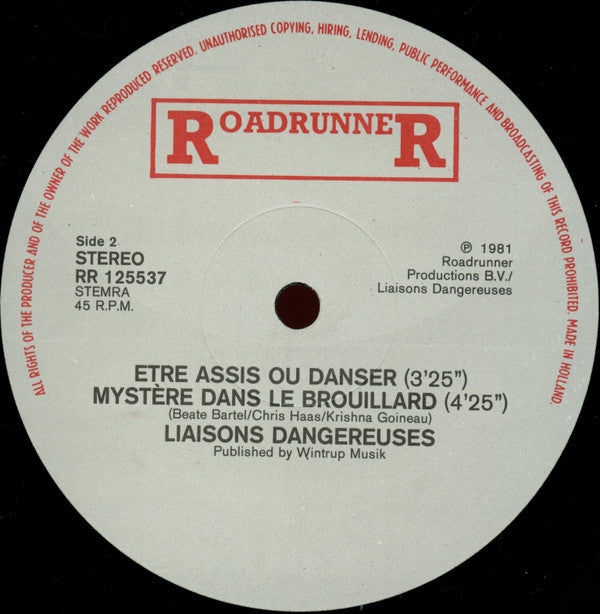 ALL RIGHTS OF THE PRODUCER AND OF THE OWNER OF THE WORK REPRODUCED RESERVED. UNAUTHORISED COPYING, HIRING, LENDING, PUBLIC PERFORMANCE AND BROADCASTING OF THIS RECORD PROHIBITED. MADE IN HOLLAND.
ROADRUNNER
Side 2
STEREO
RR 125537
STEMRA
45 R.P.M.
℗ 1981
Roadrunner
Productions B.V./
Liaisons Dangereuses
ETRE ASSIS OU DANSER (3'25")
MYSTÈRE DANS LE BROUILLARD (4'25")
(Beate Bartel/Chris Haas/Krishna Goineau)
LIAISONS DANGEREUSES
Published by Wintrup Musik